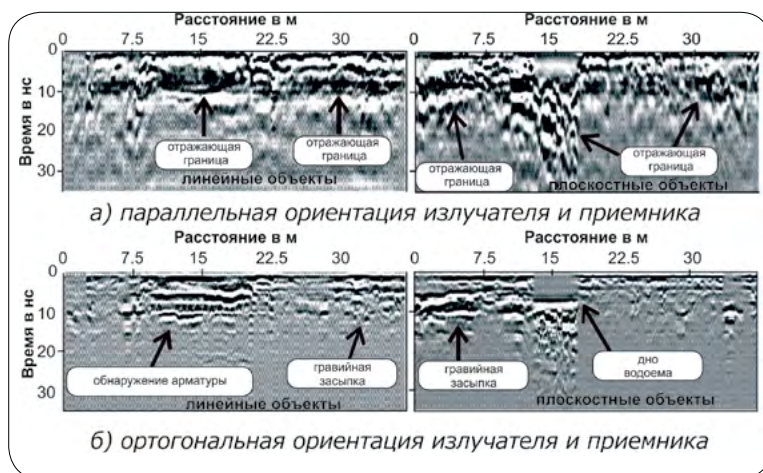 Расстояние в м
0 7.5 15 22.5 30
Расстояние в м
0 7.5 15 22.5 30
Время в нс
0
10
20
30
отражающая
граница
отражающая
граница
линейные объекты
отражающая
граница
отражающая
граница
плоскостные объекты
а) параллельная ориентация излучателя и приемника
Расстояние в м
0 7.5 15 22.5 30
Расстояние в м
0 7.5 15 22.5 30
Время в нс
0
10
20
30
обнаружение арматуры
гравийная
засыпка
линейные объекты
гравийная
засыпка
дно
водоема
плоскостные объекты
б) ортогональная ориентация излучателя и приемника